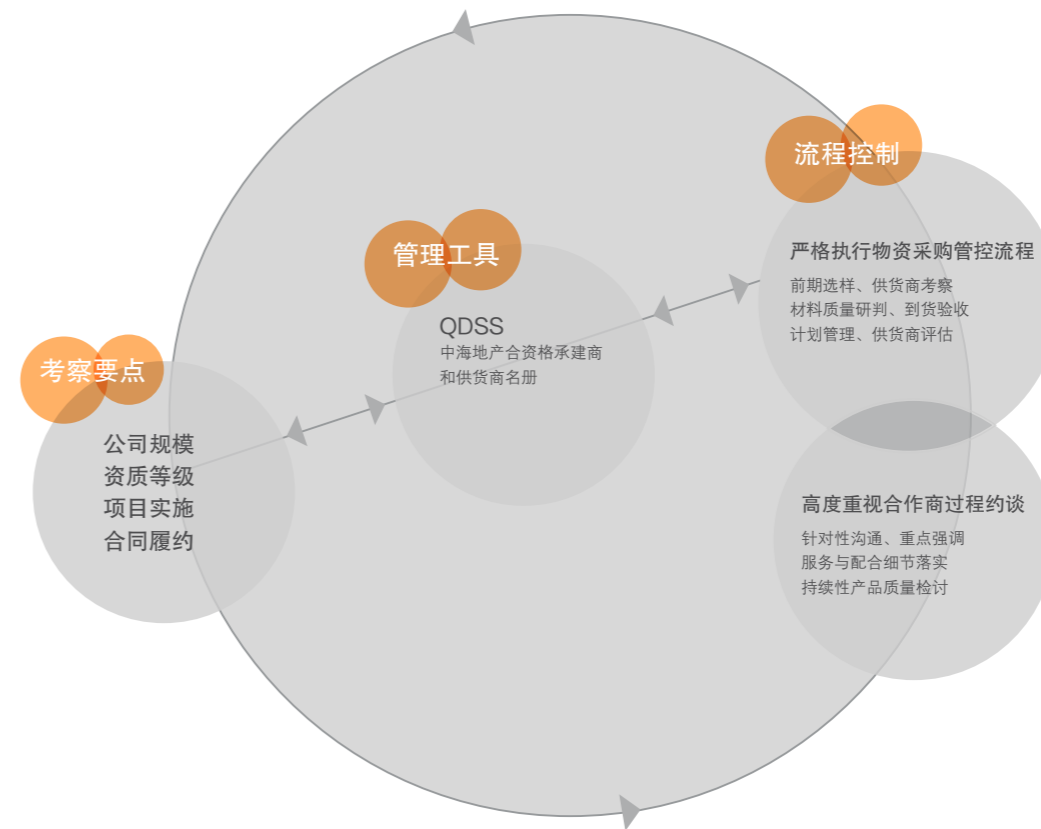 考察要点
公司规模
资质等级
项目实施
合同履约
管理工具
QDSS
中海地产合资格承建商
和供货商名册
流程控制
严格执行物资采购管控流程
前期选样、供货商考察
材料质量研判、到货验收
计划管理、供货商评估
高度重视合作商过程约谈
针对性沟通、重点强调
服务与配合细节落实
持续性产品质量检讨